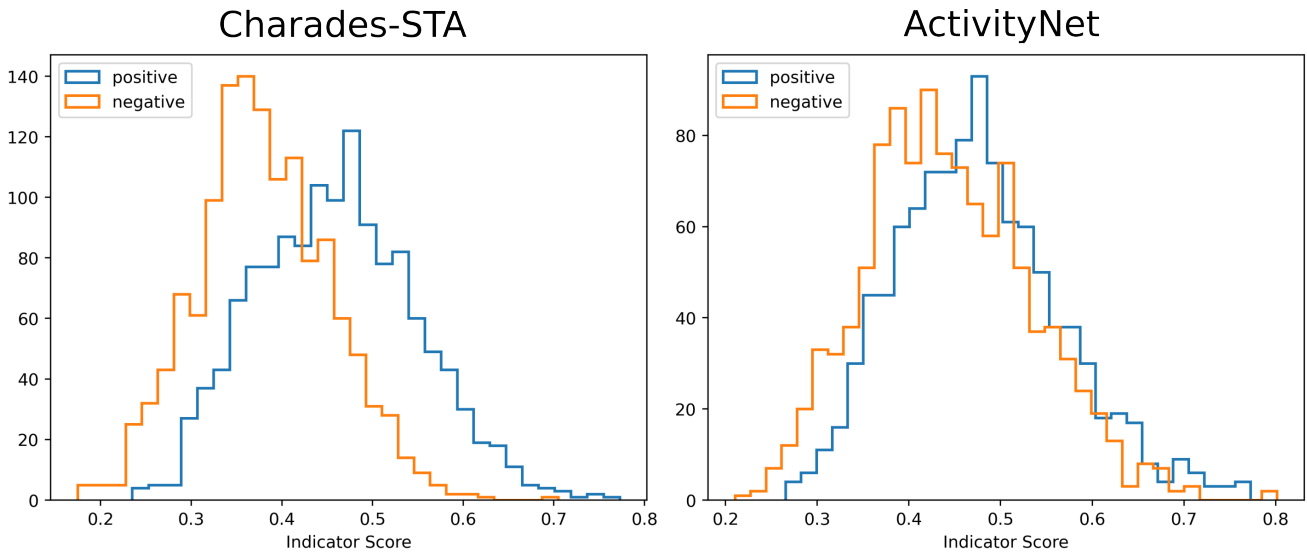 Charades-STA
positive
negative
140
120
100
80
60
40
20
0
0.2 0.3 0.4 0.5 0.6 0.7 0.8
Indicator Score
ActivityNet
positive
negative
80
60
40
20
0
0.2 0.3 0.4 0.5 0.6 0.7 0.8
Indicator Score